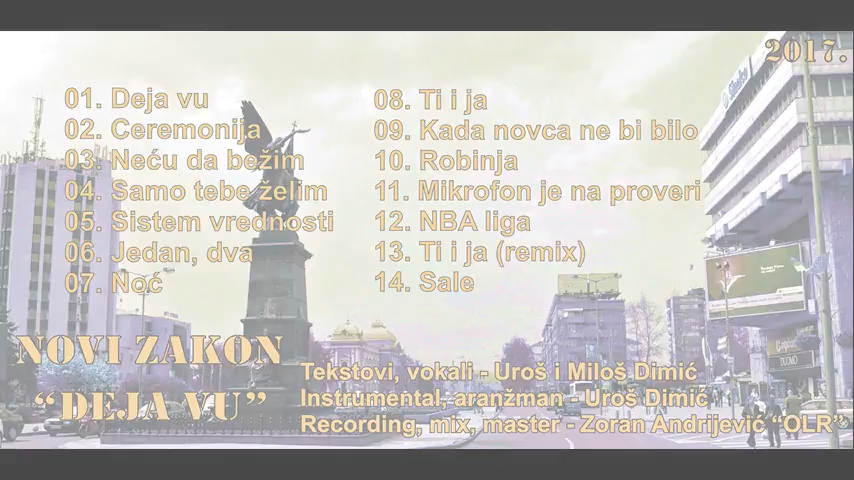 2017.
01. Deja vu
02. Ceremonija
03. Neću da bežim
04. Samo tebe želim
05. Sistem vrednosti
06. Jedan, dva
07. Noć
08. Ti i ja
09. Kada novca ne bi bilo
10. Robinja
11. Mikrofon je na proveri
12. NBA liga
13. Ti i ja (remix)
14. Sale
NOVI ZAKON
“DEJA VU”
Tekstovi, vokali - Uroš i Miloš Dimić
Instrumental, aranžman - Uroš Dimić
Recording, mix, master - Zoran Andrijević “OLR”